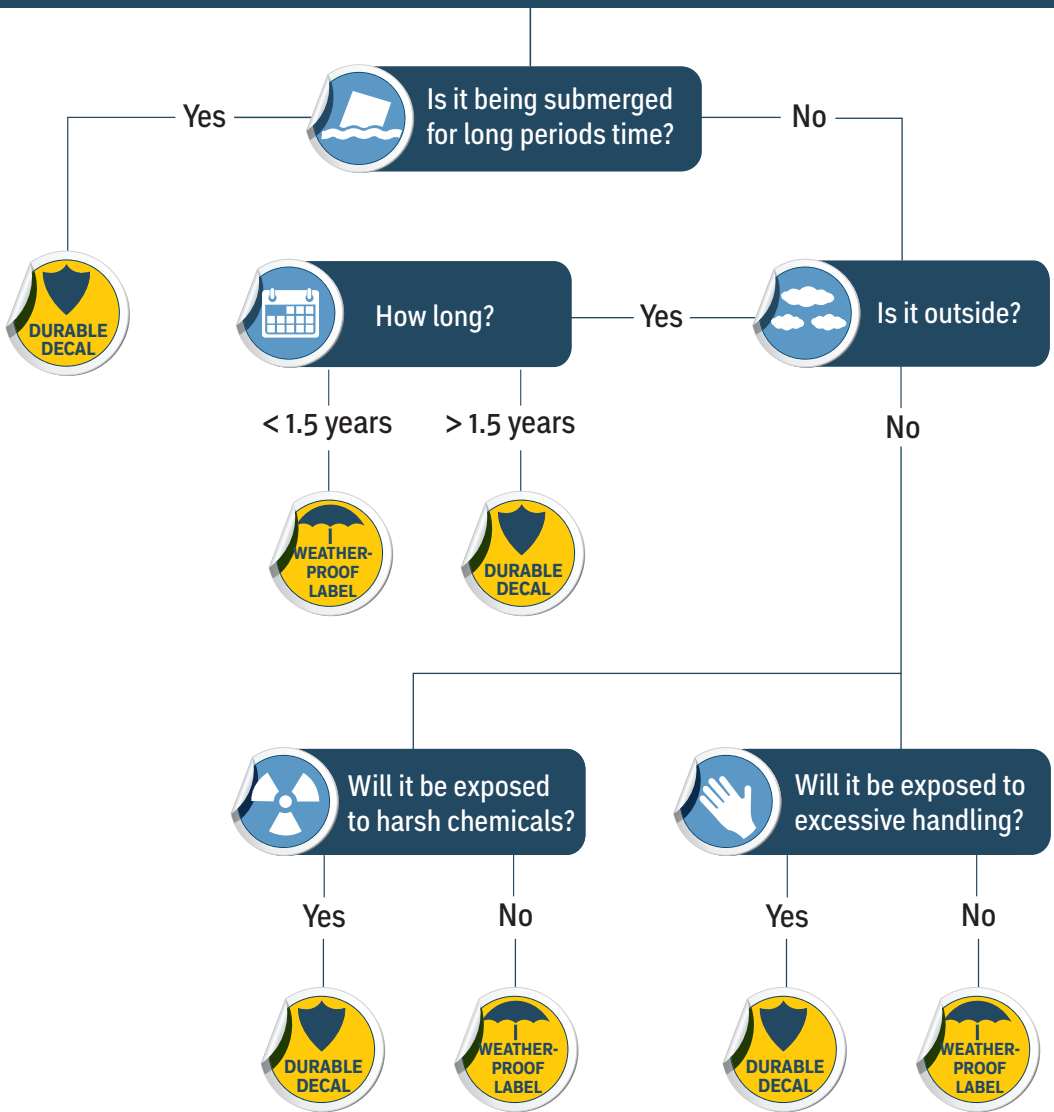 Is it being submerged
for long periods time?
Yes
No
DURABLE
DECAL
How long?
Yes
Is it outside?
< 1.5 years
> 1.5 years
No
WEATHER-
PROOF
LABEL
DURABLE
DECAL
Will it be exposed
to harsh chemicals?
Will it be exposed to
excessive handling?
Yes
No
Yes
No
DURABLE
DECAL
WEATHER-
PROOF
LABEL
DURABLE
DECAL
WEATHER-
PROOF
LABEL